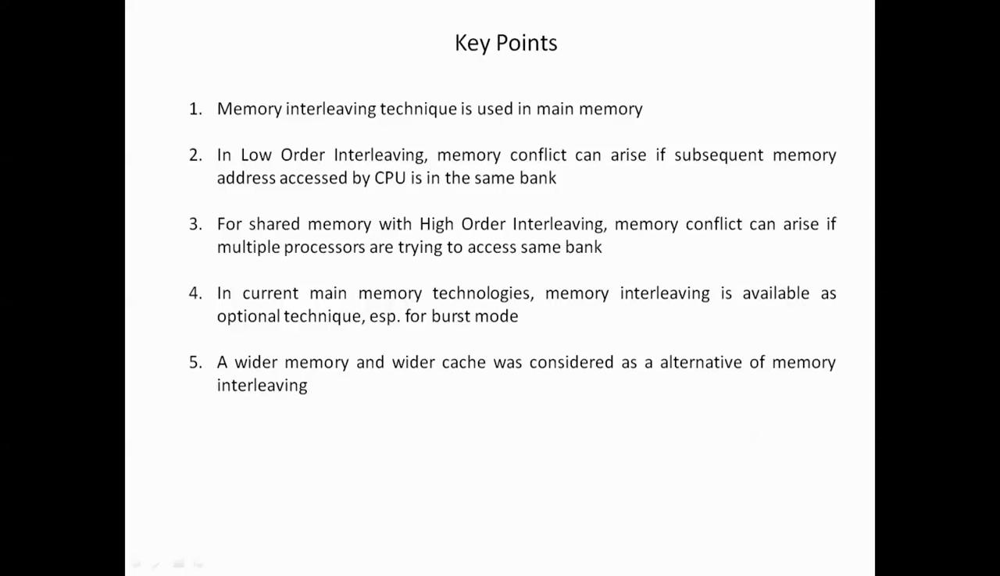 Key Points
1. Memory interleaving technique is used in main memory
2. In Low Order Interleaving, memory conflict can arise if subsequent memory
address accessed by CPU is in the same bank
3. For shared memory with High Order Interleaving, memory conflict can arise if
multiple processors are trying to access same bank
4. In current main memory technologies, memory interleaving is available as
optional technique, esp. for burst mode
5. A wider memory and wider cache was considered as a alternative of memory
interleaving